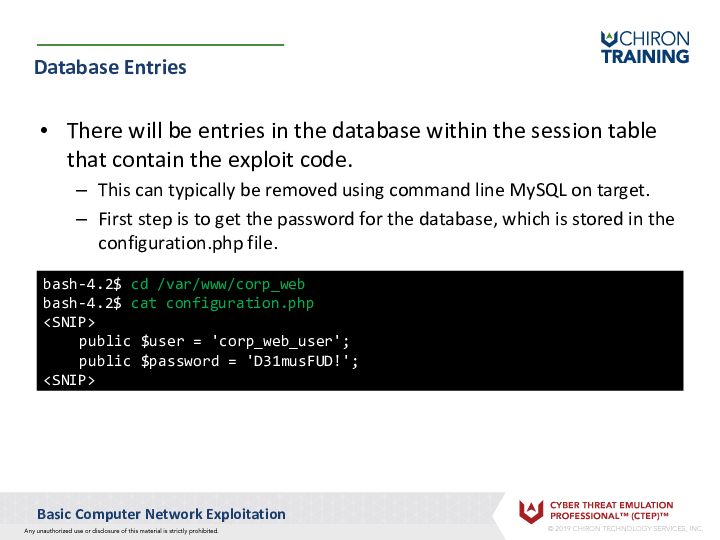 CHIRON
TRAINING
Database Entries
• There will be entries in the database within the session table
that contain the exploit code.
– This can typically be removed using command line MySQL on target.
– First step is to get the password for the database, which is stored in the
configuration.php file.
bash-4.2$ cd /var/www/corp_web
bash-4.2$ cat configuration.php
<SNIP>
public $user = 'corp_web_user';
public $password = 'D31musFUD!';
<SNIP>
Basic Computer Network Exploitation
Any unauthorized use or disclosure of this material is strictly prohibited.
CYBER THREAT EMULATION
PROFESSIONAL™ (CTEP)™
© 2019 CHIRON TECHNOLOGY SERVICES, INC.